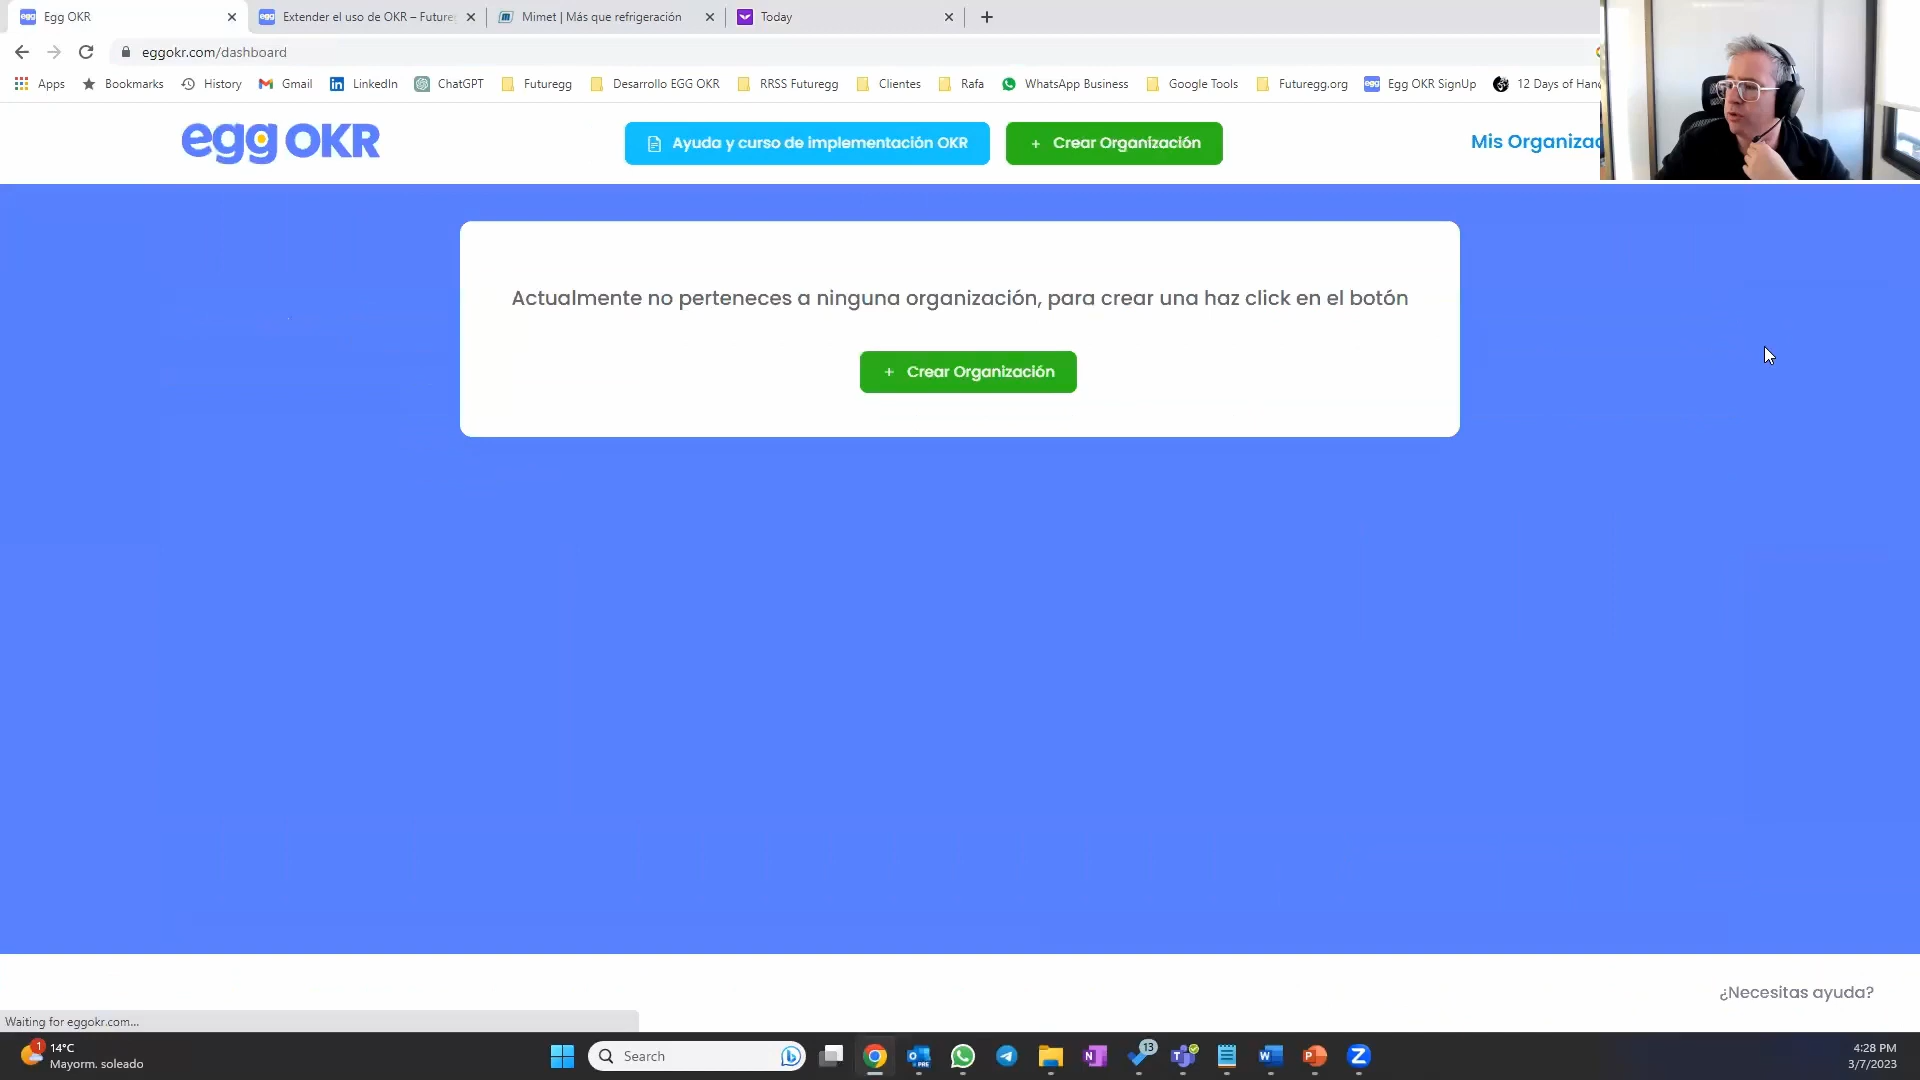 Egg OKR
Extender el uso de OKR – Future
Mimet | Más que refrigeración
Today
eggokr.com/dashboard
Apps
Bookmarks
History
Gmail
LinkedIn
ChatGPT
Futuregg
Desarrollo EGG OKR
RRSS Futuregg
Clientes
Rafa
WhatsApp Business
Google Tools
Futuregg.org
Egg OKR SignUp
12 Days of Han
egg OKR
Ayuda y curso de implementación OKR
+ Crear Organización
Mis Organizac
Actualmente no perteneces a ninguna organización, para crear una haz click en el botón
+ Crear Organización
¿Necesitas ayuda?
Waiting for eggokr.com...
1
14°C
Mayorm. soleado
Search
13
4:28 PM
3/7/2023